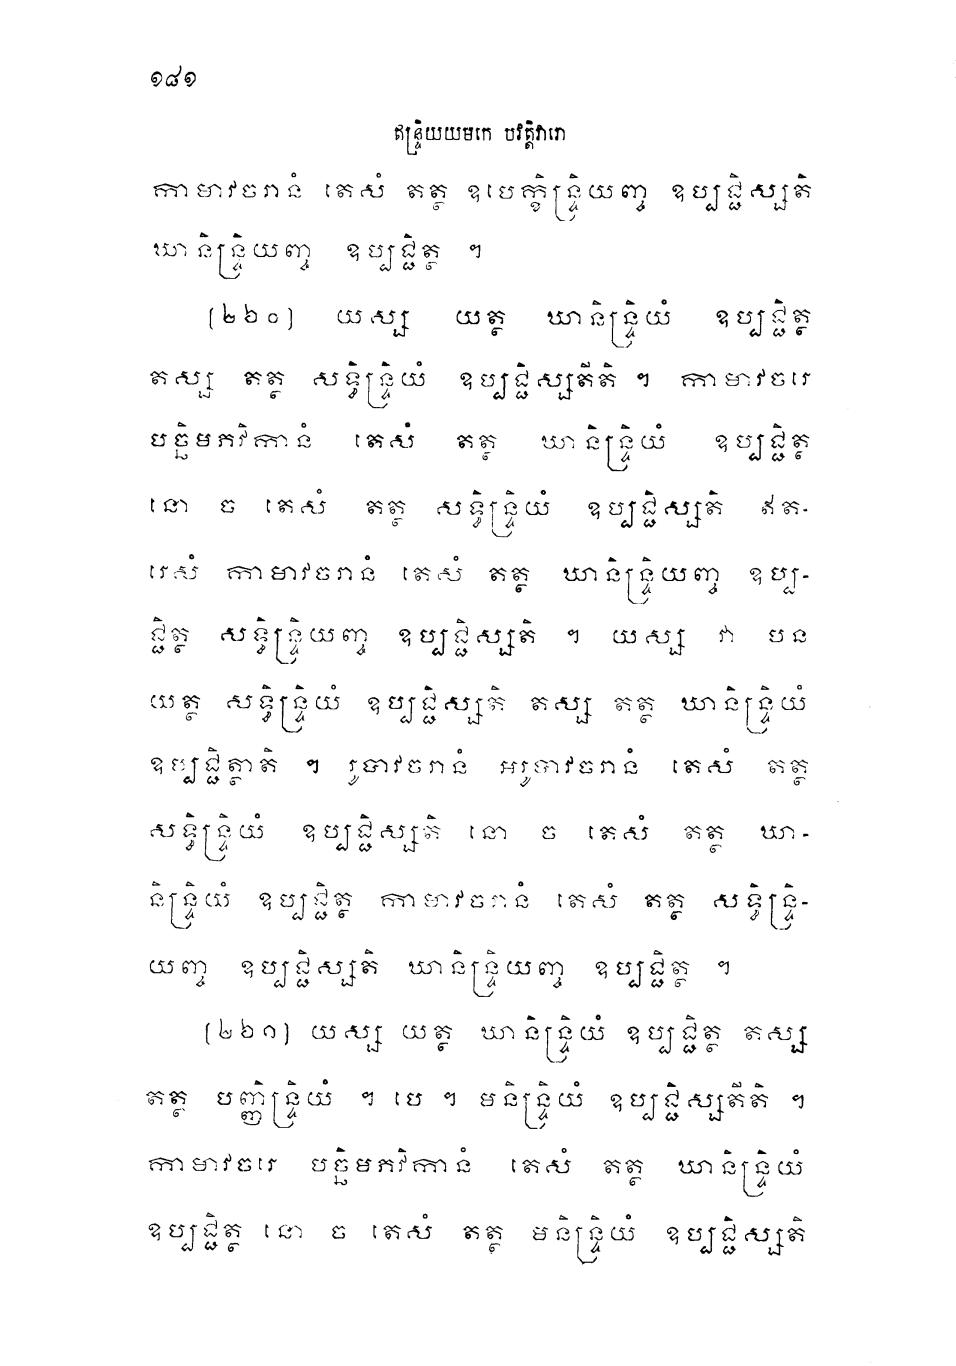 ១៨១
ឥន្ទ្រិយយមកេ បវត្តិវារោ
កាមាវចរានំ តេសំ តត្ថ ឧបេក្ខិន្ទ្រិយញ្ច ឧប្បជ្ជិស្សតិ
ឃានិន្ទ្រិយញ្ច ឧប្បជ្ជិត្ថ ។
(២៦០) យស្ស យត្ថ ឃានិន្ទ្រិយំ ឧប្បជ្ជិត្ថ
តស្ស តត្ថ សទ្ធិន្ទ្រិយំ ឧប្បជ្ជិស្សតីតិ ។ កាមាវចរេ
បច្ឆិមភវិកានំ តេសំ តត្ថ ឃានិន្ទ្រិយំ ឧប្បជ្ជិត្ថ
នោ ច តេសំ តត្ថ សទ្ធិន្ទ្រិយំ ឧប្បជ្ជិស្សតិ ឥត-
រេសំ កាមាវចរានំ តេសំ តត្ថ ឃានិន្ទ្រិយញ្ច ឧប្ប-
ជ្ជិត្ថ សទ្ធិន្ទ្រិយញ្ច ឧប្បជ្ជិស្សតិ ។ យស្ស វា បន
យត្ថ សទ្ធិន្ទ្រិយំ ឧប្បជ្ជិស្សតិ តស្ស តត្ថ ឃានិន្ទ្រិយំ
ឧប្បជ្ជិត្ថាតិ ។ រូបាវចរានំ អរូបាវចរានំ តេសំ តត្ថ
សទ្ធិន្ទ្រិយំ ឧប្បជ្ជិស្សតិ នោ ច តេសំ តត្ថ ឃា-
និន្ទ្រិយំ ឧប្បជ្ជិត្ថ កាមាវចរានំ តេសំ តត្ថ សទ្ធិន្ទ្រិ-
យញ្ច ឧប្បជ្ជិស្សតិ ឃានិន្ទ្រិយញ្ច ឧប្បជ្ជិត្ថ ។
(២៦១) យស្ស យត្ថ ឃានិន្ទ្រិយំ ឧប្បជ្ជិត្ថ តស្ស
តត្ថ បញ្ញិន្ទ្រិយំ ។ បេ ។ មនិន្ទ្រិយំ ឧប្បជ្ជិស្សតីតិ ។
កាមាវចរេ បច្ឆិមភវិកានំ តេសំ តត្ថ ឃានិន្ទ្រិយំ
ឧប្បជ្ជិត្ថ នោ ច តេសំ តត្ថ មនិន្ទ្រិយំ ឧប្បជ្ជិស្សតិ